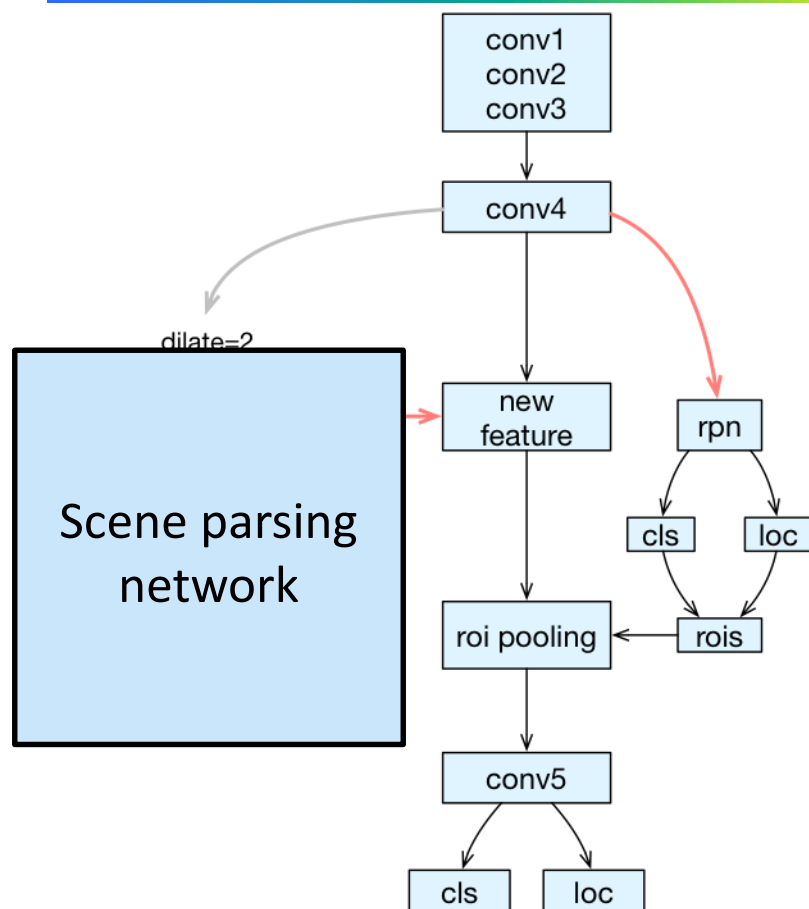 conv1
conv2
conv3
conv4
dilate=2
new
feature
rpn
Scene parsing
network
cls
loc
roi pooling
rois
conv5
cls
loc